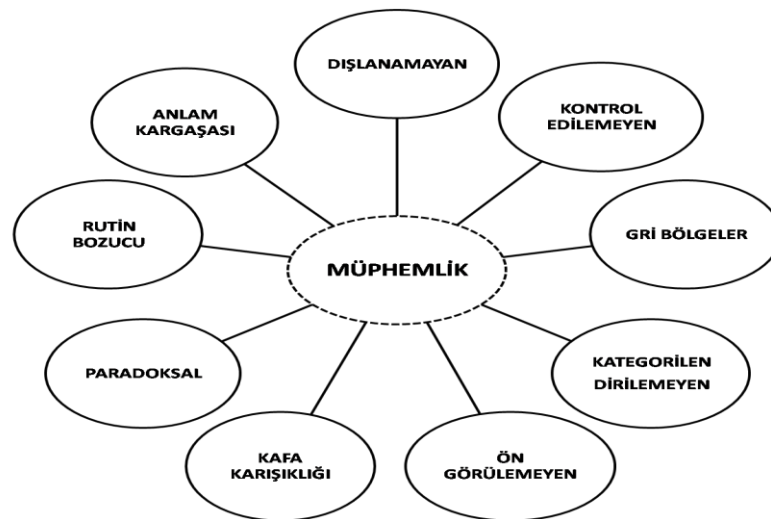 DIŞLANAMAYAN
KONTROL
EDİLEMEYEN
ANLAM
KARGAŞASI
RUTİN
BOZUCU
GRİ BÖLGELER
MÜPHEMLİK
PARADOKSAL
KATEGORİLEN
DİRİLEMEYEN
KAFA
KARIŞIKLIĞI
ÖN
GÖRÜLEMEYEN